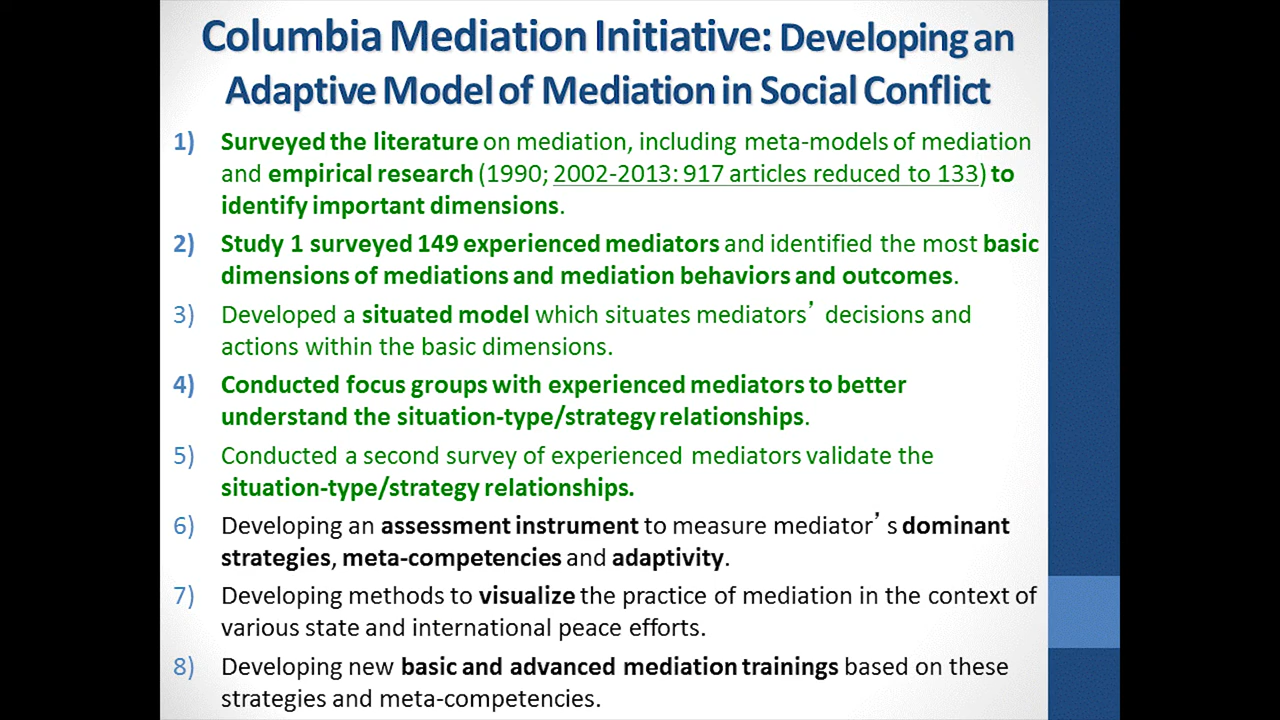 Columbia Mediation Initiative: Developing an
Adaptive Model of Mediation in Social Conflict
1) Surveyed the literature on mediation, including meta-models of mediation
and empirical research (1990; 2002-2013: 917 articles reduced to 133) to
identify important dimensions.
2) Study 1 surveyed 149 experienced mediators and identified the most basic
dimensions of mediations and mediation behaviors and outcomes.
3) Developed a situated model which situates mediators’ decisions and
actions within the basic dimensions.
4) Conducted focus groups with experienced mediators to better
understand the situation-type/strategy relationships.
5) Conducted a second survey of experienced mediators validate the
situation-type/strategy relationships.
6) Developing an assessment instrument to measure mediator’s dominant
strategies, meta-competencies and adaptivity.
7) Developing methods to visualize the practice of mediation in the context of
various state and international peace efforts.
8) Developing new basic and advanced mediation trainings based on these
strategies and meta-competencies.